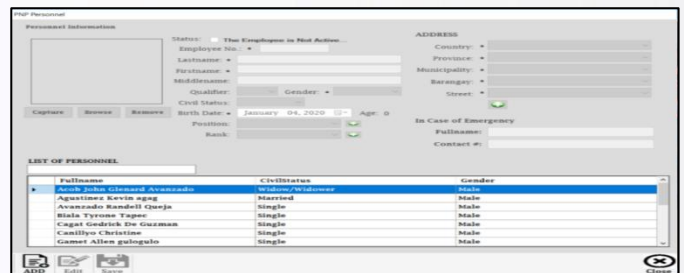 PNP Personnel
Personnel Information
Status: The Employee is Not Active...
Employee No.: *
Lastname: *
Firstname: *
Middlename:
Qualifier: Gender: *
Civil Status:
Birth Date: * January 04, 2020 Age: 0
Position:
Rank:
Capture Browse Remove
ADDRESS
Country: *
Province: *
Municipality: *
Barangay: *
Street: *
In Case of Emergency
Fullname:
Contact #:
LIST OF PERSONNEL
Fullname CivilStatus Gender
Acob John Glenard Avanzado Widow/Widower Male
Agustinez Kevin agag Married Male
Avanzado Randell Queja Single Male
Biala Tyrone Tapec Single Male
Cagat Gedrick De Guzman Single Male
Canillyo Christine Single Male
Gamet Allen gulogulo Single Male
ADD Edit Save Close